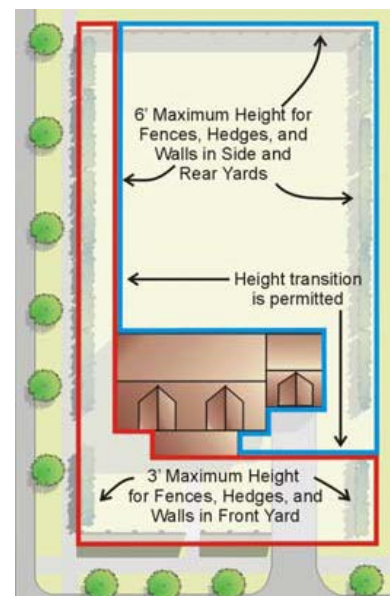 6' Maximum Height for
Fences, Hedges, and
Walls in Side and
Rear Yards
Height transition
is permitted
3' Maximum Height
for Fences, Hedges, and
Walls in Front Yard